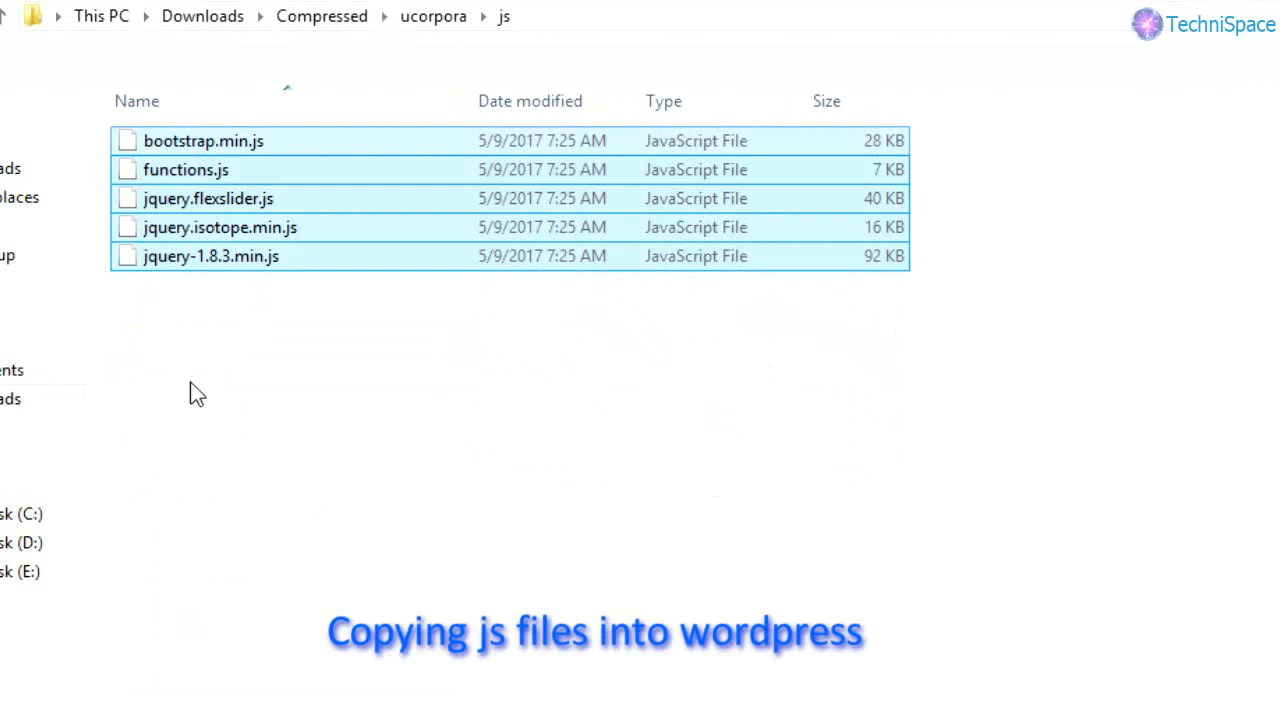 This PC Downloads Compressed ucorpora js
TechniSpace
Name Date modified Type Size
bootstrap.min.js 5/9/2017 7:25 AM JavaScript File 28 KB
functions.js 5/9/2017 7:25 AM JavaScript File 7 KB
jquery.flexslider.js 5/9/2017 7:25 AM JavaScript File 40 KB
jquery.isotope.min.js 5/9/2017 7:25 AM JavaScript File 16 KB
jquery-1.8.3.min.js 5/9/2017 7:25 AM JavaScript File 92 KB
ads
laces
up
ents
ads
sk (C:)
sk (D:)
sk (E:)
Copying js files into wordpress